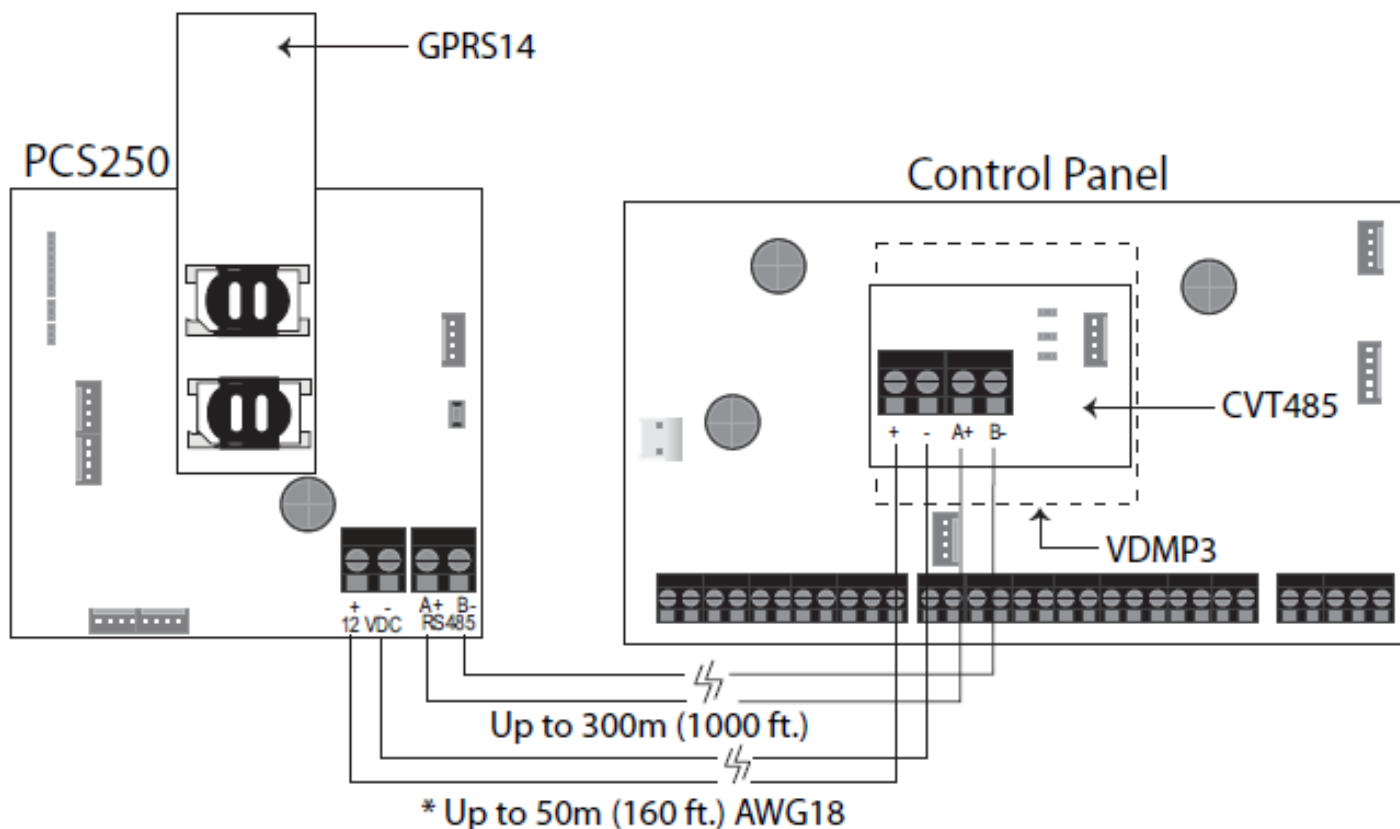 GPRS14
PCS250
Control Panel
CVT485
+ - A+ B-
VDMP3
+ - A+ B-
12 VDC RS485
Up to 300m (1000 ft.)
* Up to 50m (160 ft.) AWG18